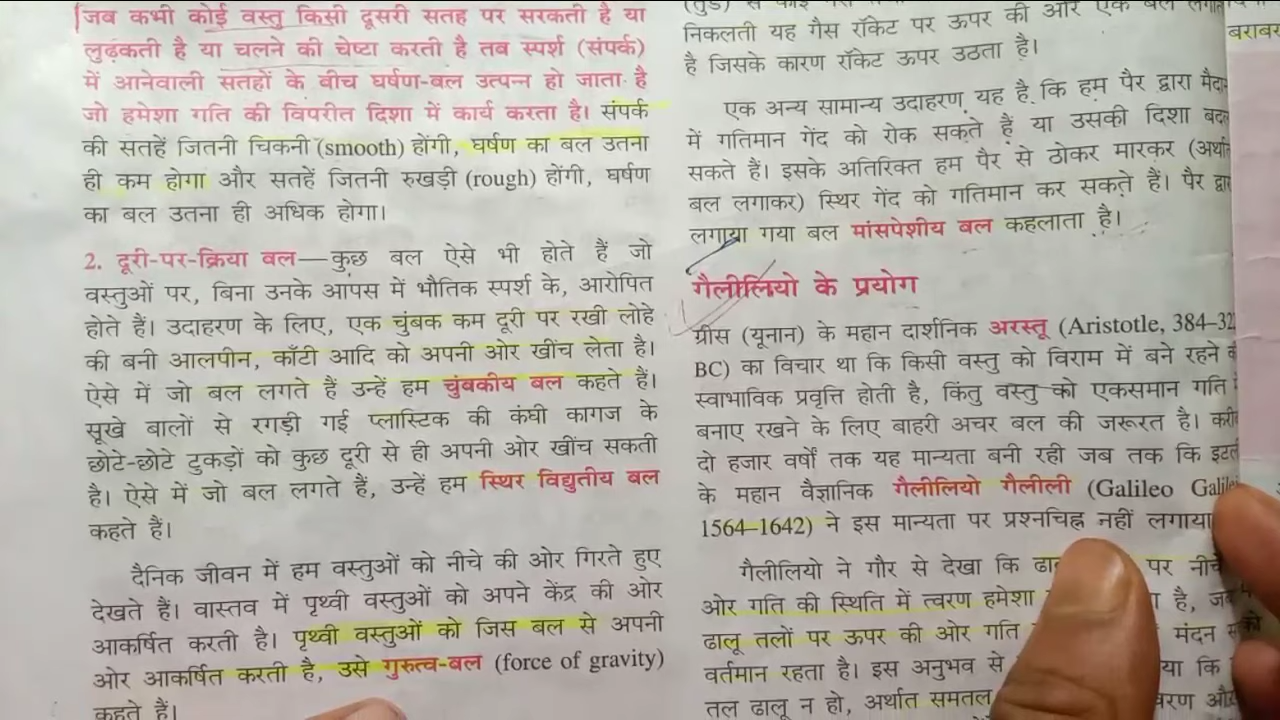 जब कभी कोई वस्तु किसी दूसरी सतह पर सरकती है या
लुढ़कती है या चलने की चेष्टा करती है तब स्पर्श (संपर्क)
में आनेवाली सतहों के बीच घर्षण-बल उत्पन्न हो जाता है
जो हमेशा गति की विपरीत दिशा में कार्य करता है। संपर्क
की सतहें जितनी चिकनी (smooth) होंगी, घर्षण का बल उतना
ही कम होगा और सतहें जितनी रुखड़ी (rough) होंगी, घर्षण
का बल उतना ही अधिक होगा।
2. दूरी-पर-क्रिया बल—कुछ बल ऐसे भी होते हैं जो
वस्तुओं पर, बिना उनके आपस में भौतिक स्पर्श के, आरोपित
होते हैं। उदाहरण के लिए, एक चुंबक कम दूरी पर रखी लोहे
की बनी आलपीन, काँटी आदि को अपनी ओर खींच लेता है।
ऐसे में जो बल लगते हैं उन्हें हम चुंबकीय बल कहते हैं।
सूखे बालों से रगड़ी गई प्लास्टिक की कंघी कागज के
छोटे-छोटे टुकड़ों को कुछ दूरी से ही अपनी ओर खींच सकती
है। ऐसे में जो बल लगते हैं, उन्हें हम स्थिर विद्युतीय बल
कहते हैं।
दैनिक जीवन में हम वस्तुओं को नीचे की ओर गिरते हुए
देखते हैं। वास्तव में पृथ्वी वस्तुओं को अपने केंद्र की ओर
आकर्षित करती है। पृथ्वी वस्तुओं को जिस बल से अपनी
ओर आकर्षित करती है, उसे गुरुत्व-बल (force of gravity)
कहते हैं।
निकलती यह गैस रॉकेट पर ऊपर की ओर एक बल
है जिसके कारण रॉकेट ऊपर उठता है।
एक अन्य सामान्य उदाहरण यह है कि हम पैर द्वारा
में गतिमान गेंद को रोक सकते हैं या उसकी दिशा
सकते हैं। इसके अतिरिक्त हम पैर से ठोकर मारकर
बल लगाकर) स्थिर गेंद को गतिमान कर सकते हैं। पैर
लगाया गया बल मांसपेशीय बल कहलाता है।
गैलीलियो के प्रयोग
ग्रीस (यूनान) के महान दार्शनिक अरस्तू (Aristotle, 384–32
BC) का विचार था कि किसी वस्तु को विराम में बने रहने
स्वाभाविक प्रवृत्ति होती है, किंतु वस्तु को एकसमान गति
बनाए रखने के लिए बाहरी अचर बल की जरूरत है।
दो हजार वर्षों तक यह मान्यता बनी रही जब तक कि
के महान वैज्ञानिक गैलीलियो गैलीली (Galileo
1564–1642) ने इस मान्यता पर प्रश्नचिह्न नहीं लगाया
गैलीलियो ने गौर से देखा कि पर
ओर गति की स्थिति में त्वरण हमेशा है,
ढालू तलों पर ऊपर की ओर गति मंदन
वर्तमान रहता है। इस अनुभव से कि
तल ढालू न हो, अर्थात समतल
बराबर